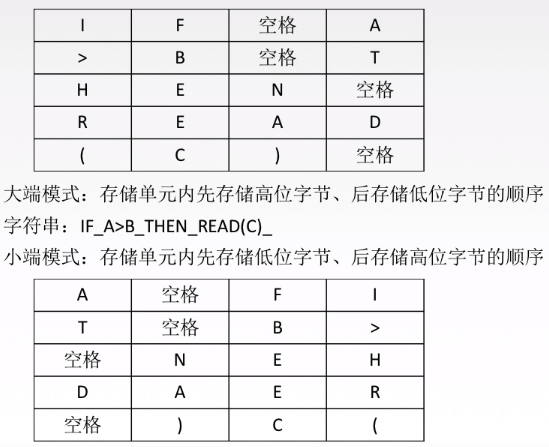 I F 空格 A
> B 空格 T
H E N 空格
R E A D
( C ) 空格
大端模式：存储单元内先存储高位字节、后存储低位字节的顺序
字符串：IF_A>B_THEN_READ(C)_
小端模式：存储单元内先存储低位字节、后存储高位字节的顺序
A 空格 F I
T 空格 B >
空格 N E H
D A E R
空格 ) C (